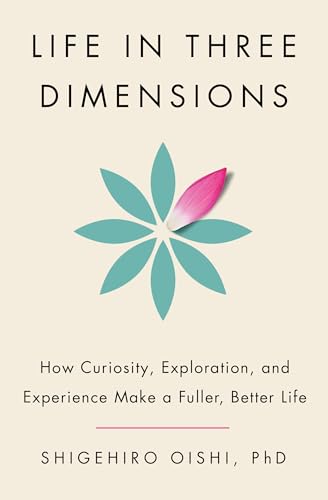 LIFE IN THREE
DIMENSIONS
How Curiosity, Exploration, and
Experience Make a Fuller, Better Life
SHIGEHIRO OISHI, PhD